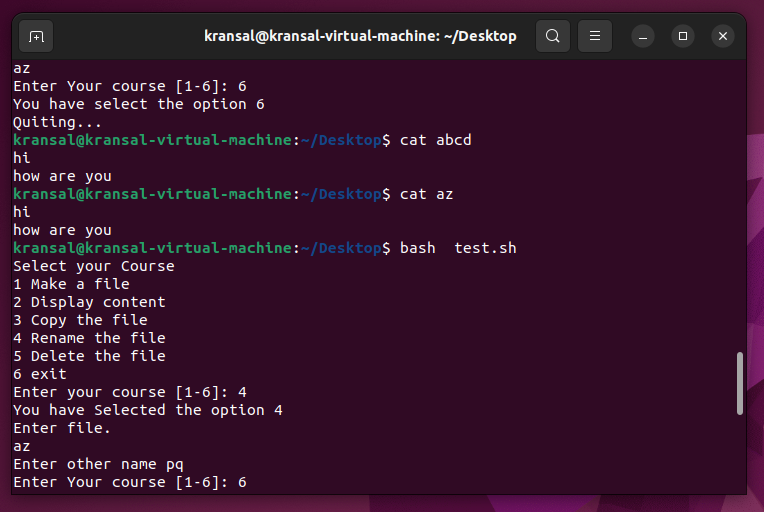 kransal@kransal-virtual-machine: ~/Desktop
az
Enter Your course [1-6]: 6
You have select the option 6
Quiting...
kransal@kransal-virtual-machine:~/Desktop$ cat abcd
hi
how are you
kransal@kransal-virtual-machine:~/Desktop$ cat az
hi
how are you
kransal@kransal-virtual-machine:~/Desktop$ bash  test.sh
Select your Course
1 Make a file
2 Display content
3 Copy the file
4 Rename the file
5 Delete the file
6 exit
Enter your course [1-6]: 4
You have Selected the option 4
Enter file.
az
Enter other name pq
Enter Your course [1-6]: 6